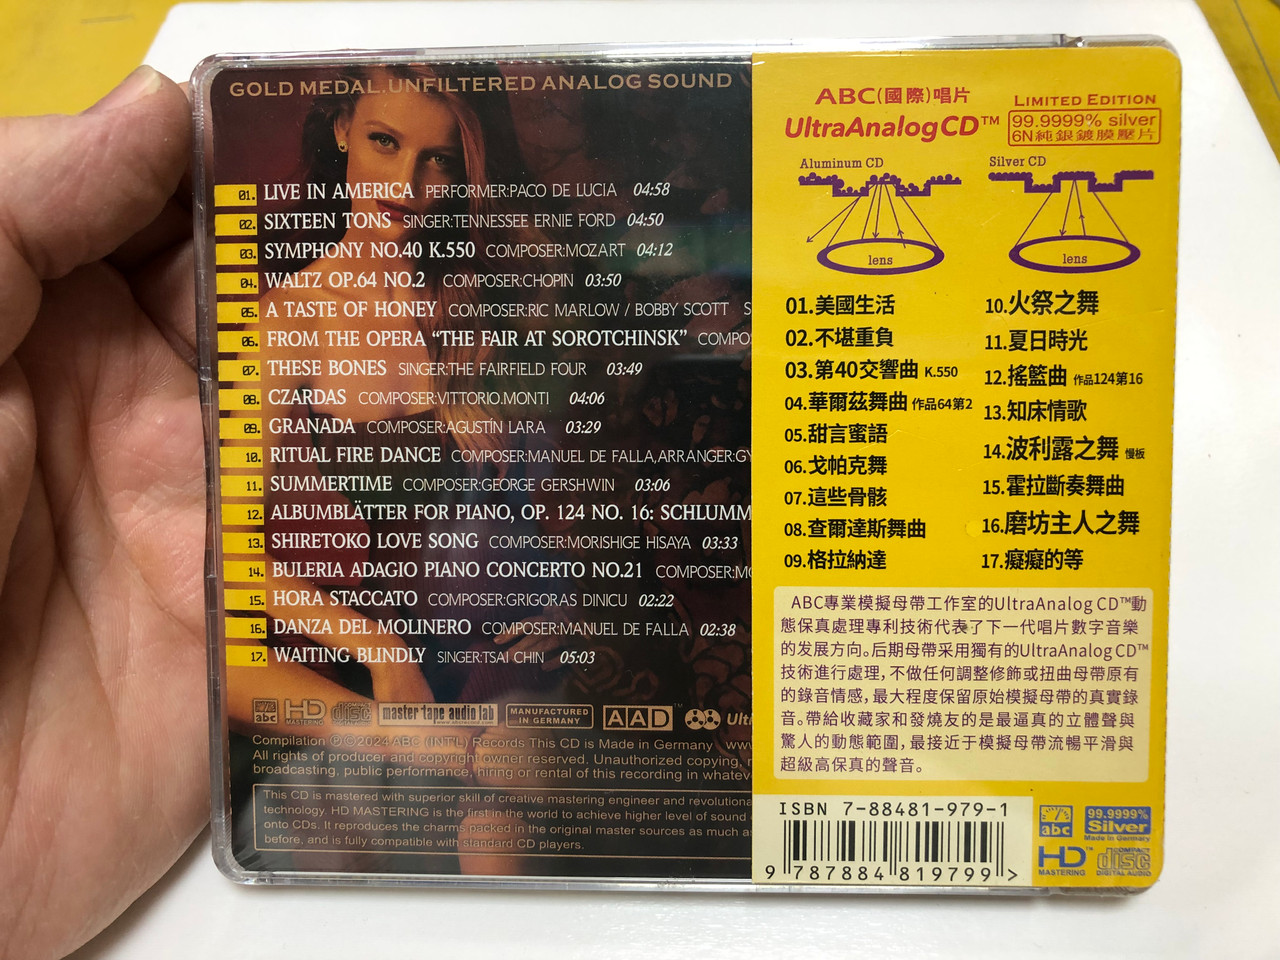 GOLD MEDAL.UNFILTERED ANALOG SOUND
01. LIVE IN AMERICA PERFORMER:PACO DE LUCIA 04:58
02. SIXTEEN TONS SINGER:TENNESSEE ERNIE FORD 04:50
03. SYMPHONY NO.40 K.550 COMPOSER:MOZART 04:12
04. WALTZ OP.64 NO.2 COMPOSER:CHOPIN 03:50
05. A TASTE OF HONEY COMPOSER:RIC MARLOW / BOBBY SCOTT S
06. FROM THE OPERA “THE FAIR AT SOROTCHINSK” COMPO
07. THESE BONES SINGER:THE FAIRFIELD FOUR 03:49
08. CZARDAS COMPOSER:VITTORIO.MONTI 04:06
09. GRANADA COMPOSER:AGUSTÍN LARA 03:29
10. RITUAL FIRE DANCE COMPOSER:MANUEL DE FALLA,ARRANGER:GY
11. SUMMERTIME COMPOSER:GEORGE GERSHWIN 03:06
12. ALBUMBLÄTTER FOR PIANO, OP. 124 NO. 16: SCHLUMM
13. SHIRETOKO LOVE SONG COMPOSER:MORISHIGE HISAYA 03:33
14. BULERIA ADAGIO PIANO CONCERTO NO.21 COMPOSER:MO
15. HORA STACCATO COMPOSER:GRIGORAS DINICU 02:22
16. DANZA DEL MOLINERO COMPOSER:MANUEL DE FALLA 02:38
17. WAITING BLINDLY SINGER:TSAI CHIN 05:03
abc HD MASTERING disc master tape audio lab MANUFACTURED IN GERMANY AAD™ Ult
Compilation ℗©2024 ABC (INT'L) Records This CD is Made in Germany www
All rights of producer and copyright owner reserved. Unauthorized copying,
broadcasting, public performance, hiring or rental of this recording in whatev
This CD is mastered with superior skill of creative mastering engineer and revolutiona
technology. HD MASTERING is the first in the world to achieve higher level of sound
onto CDs. It reproduces the charms packed in the original master sources as much as
before, and is fully compatible with standard CD players.
ABC(國際)唱片
UltraAnalogCD™
LIMITED EDITION
99.9999% silver
6N純銀鍍膜壓片
Aluminum CD
lens
Silver CD
lens
01.美國生活
02.不堪重負
03.第40交響曲 K.550
04.華爾茲舞曲 作品64第2
05.甜言蜜語
06.戈帕克舞
07.這些骨骸
08.查爾達斯舞曲
09.格拉納達
10.火祭之舞
11.夏日時光
12.搖籃曲 作品124第16
13.知床情歌
14.波利露之舞 慢板
15.霍拉斷奏舞曲
16.磨坊主人之舞
17.癡癡的等
ABC專業模擬母帶工作室的UltraAnalog CD™動
態保真處理專利技術代表了下一代唱片數字音樂
的发展方向。后期母帶采用獨有的UltraAnalog CD™
技術進行處理，不做任何調整修飾或扭曲母帶原有
的錄音情感，最大程度保留原始模擬母帶的真實錄
音。帶給收藏家和發燒友的是最逼真的立體聲與
驚人的動態範圍，最接近于模擬母帶流暢平滑與
超級高保真的聲音。
ISBN 7-88481-979-1
9 787884 819799 >
abc
99.9999%
Silver
Made in Germany
HD™
MASTERING
COMPACT
disc
DIGITAL AUDIO